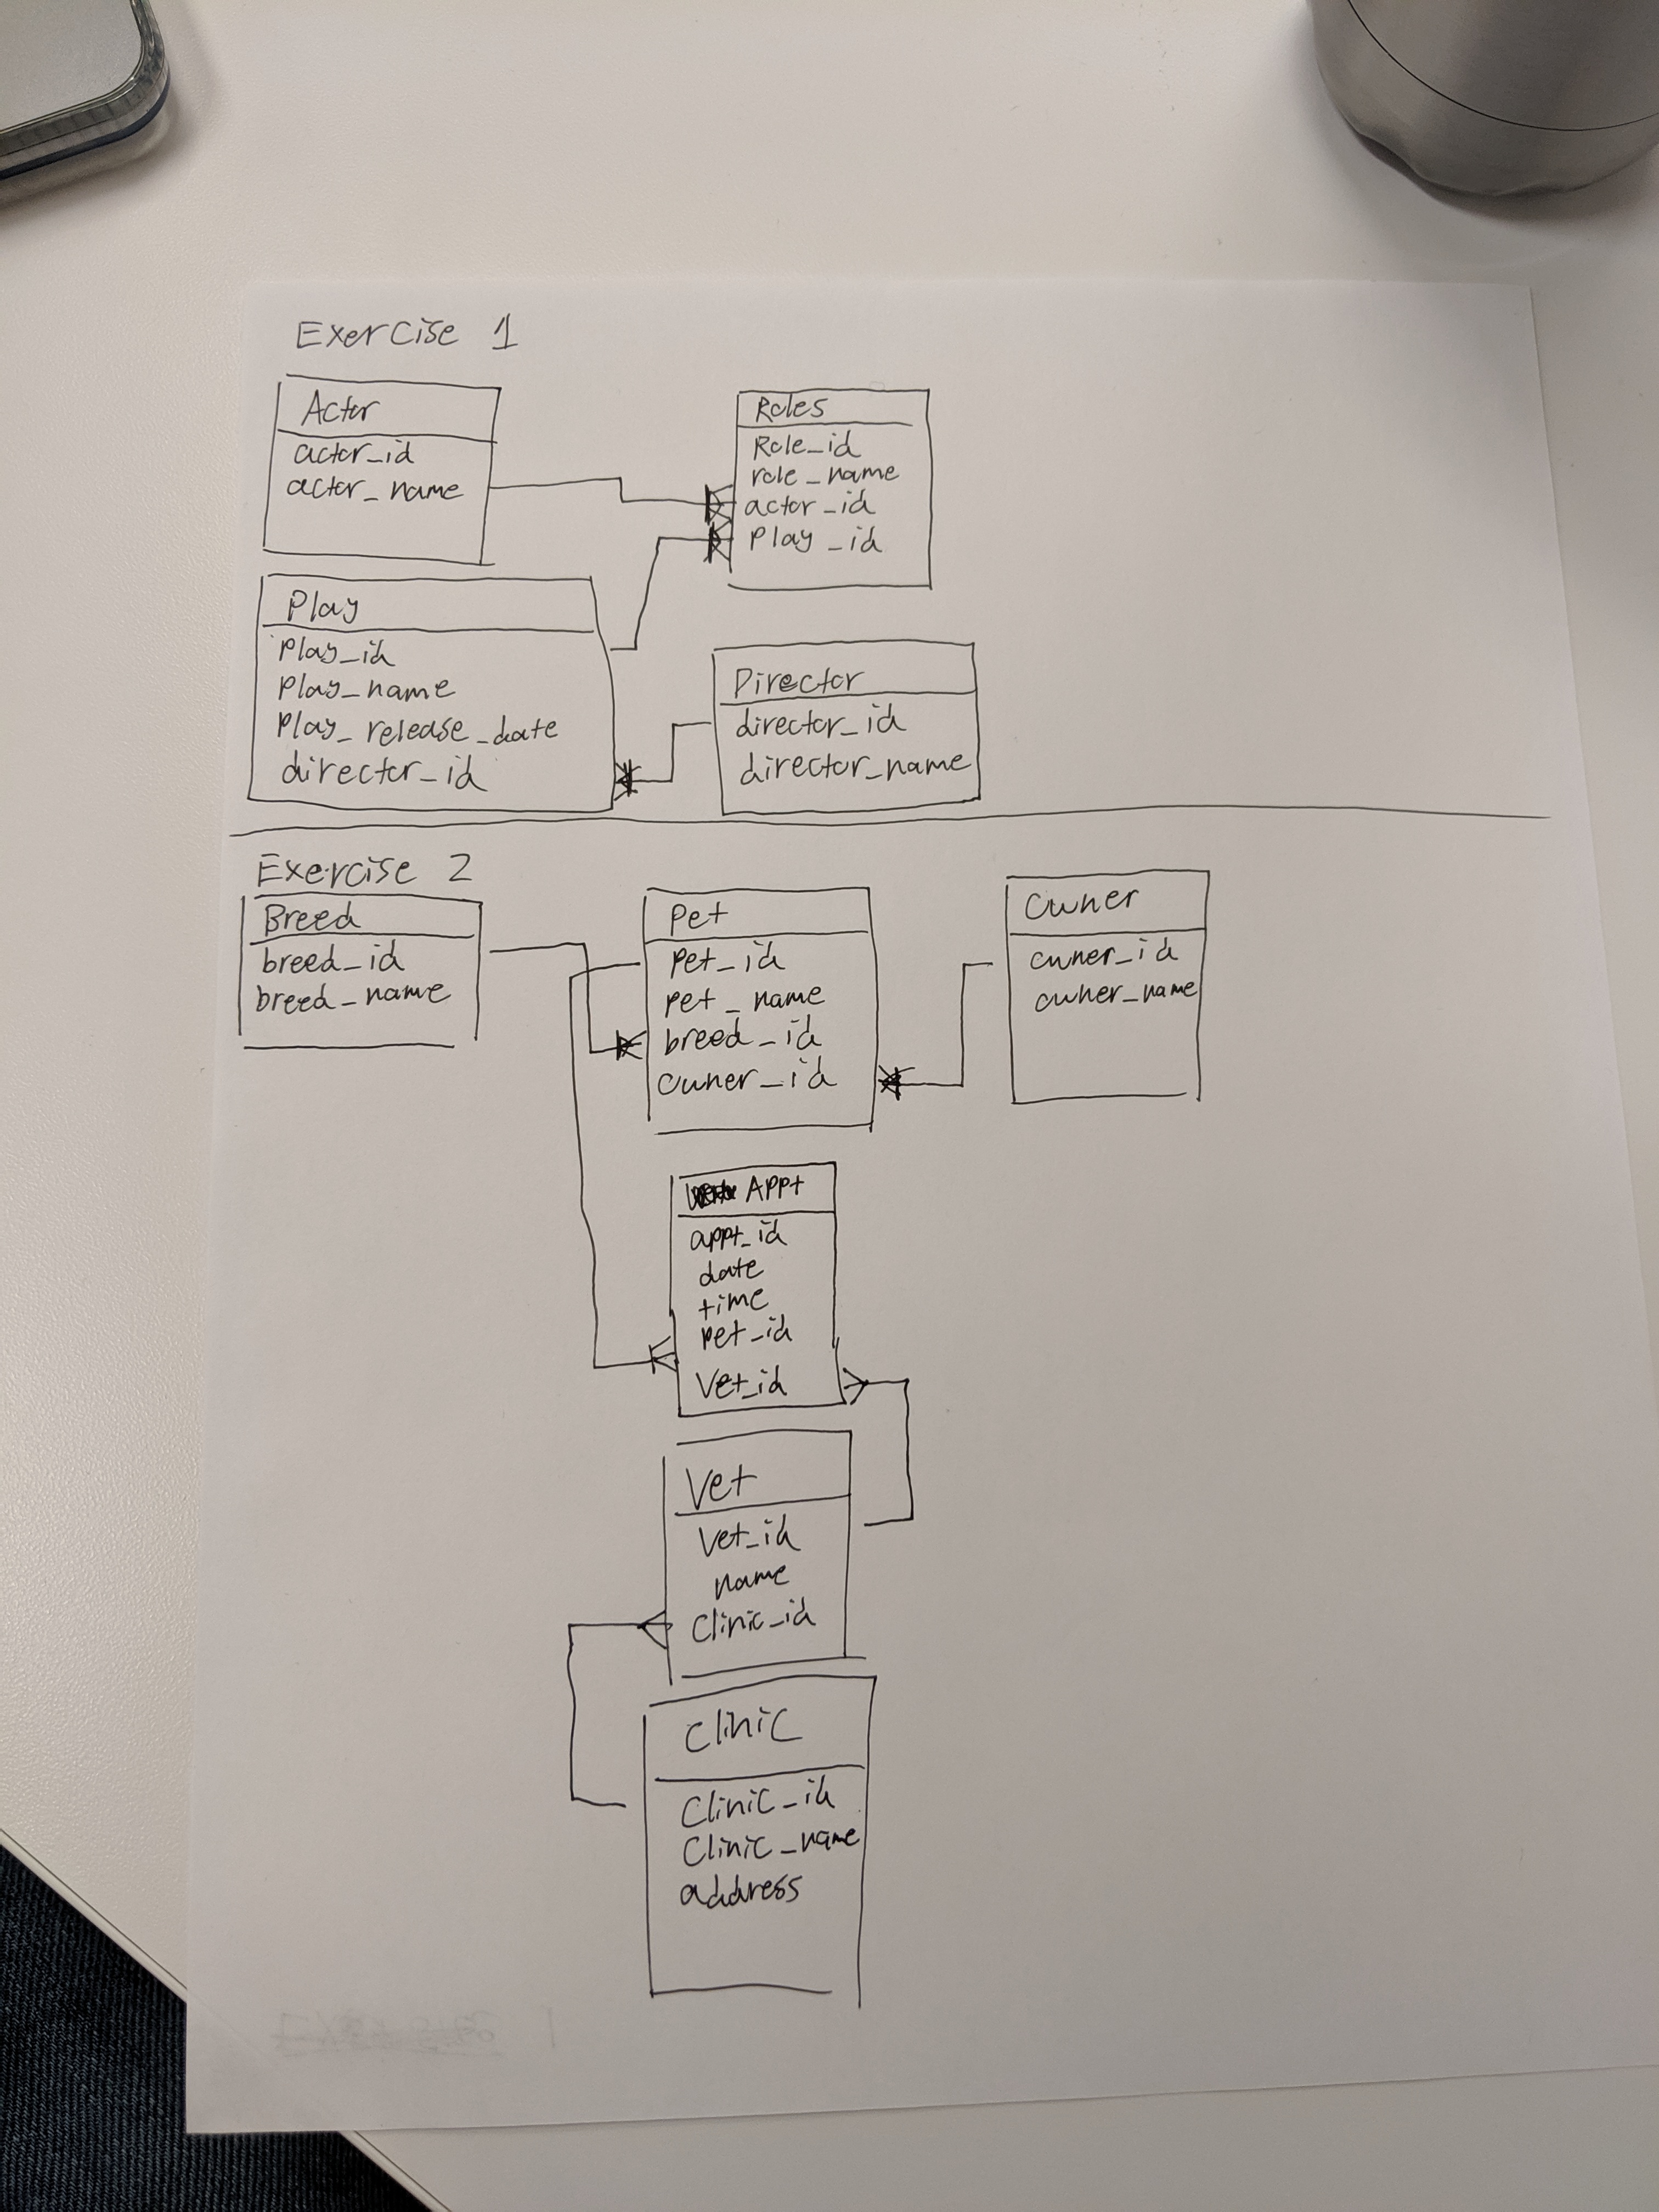 Exercise 1
Actor
actor_id
actor_name
Roles
Role_id
role_name
actor_id
Play_id
Play
Play_id
Play_name
Play_release_date
director_id
Director
director_id
director_name
Exercise 2
Breed
breed_id
breed_name
Pet
Pet_id
pet_name
breed_id
owner_id
Owner
owner_id
owner_name
Appt
appt_id
date
time
pet_id
Vet_id
Vet
Vet_id
name
Clinic_id
Clinic
Clinic_id
Clinic_name
address